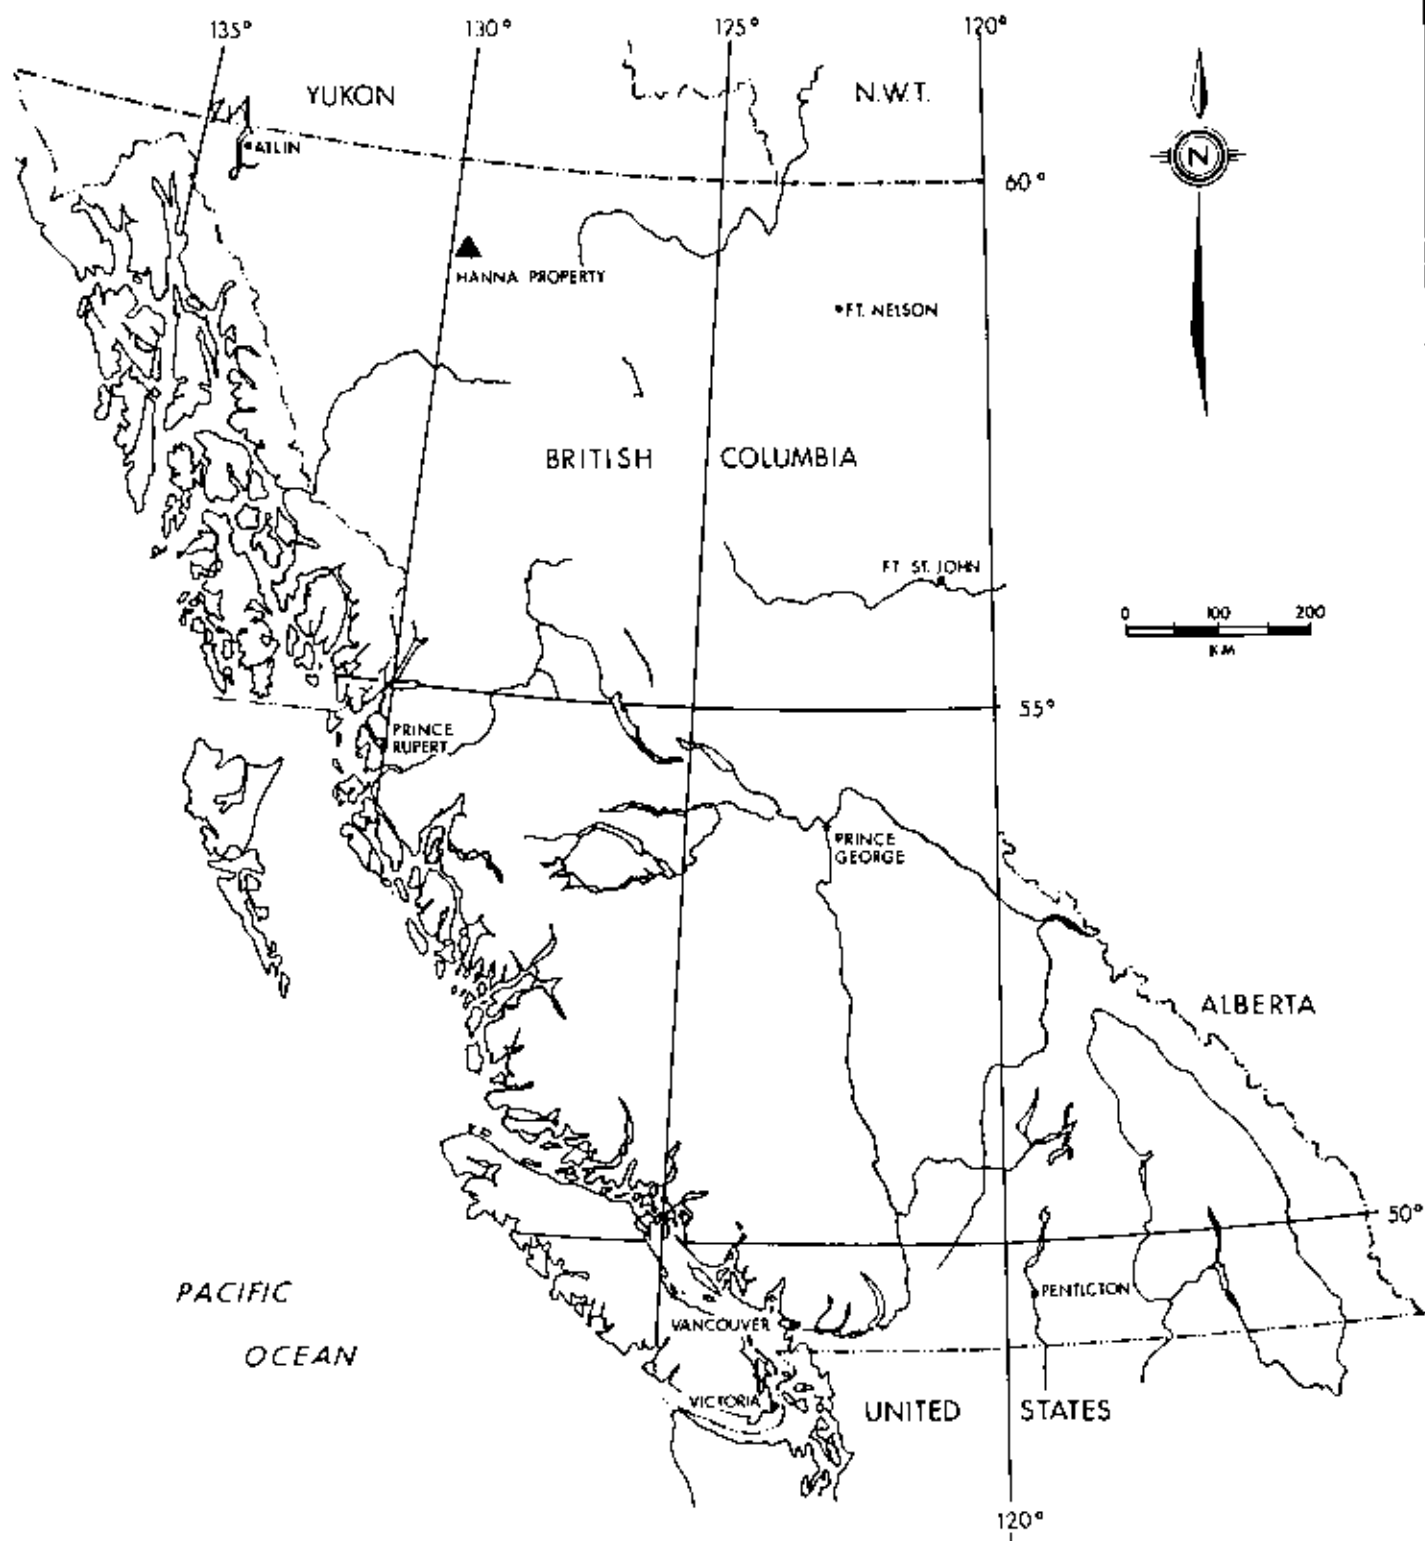 135° 130° 125° 120°
YUKON N.W.T.
ATLIN
60°
N
HANNA PROPERTY
FT. NELSON
BRITISH COLUMBIA
FT. ST. JOHN
0 100 200
KM
55°
PRINCE
RUPERT
PRINCE
GEORGE
ALBERTA
50°
PACIFIC
OCEAN
PENTICTON
VANCOUVER
VICTORIA
UNITED STATES
120°